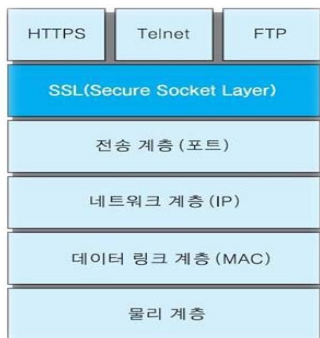 HTTPS Telnet FTP
SSL(Secure Socket Layer)
전송 계층 (포트)
네트워크 계층 (IP)
데이터 링크 계층 (MAC)
물리 계층